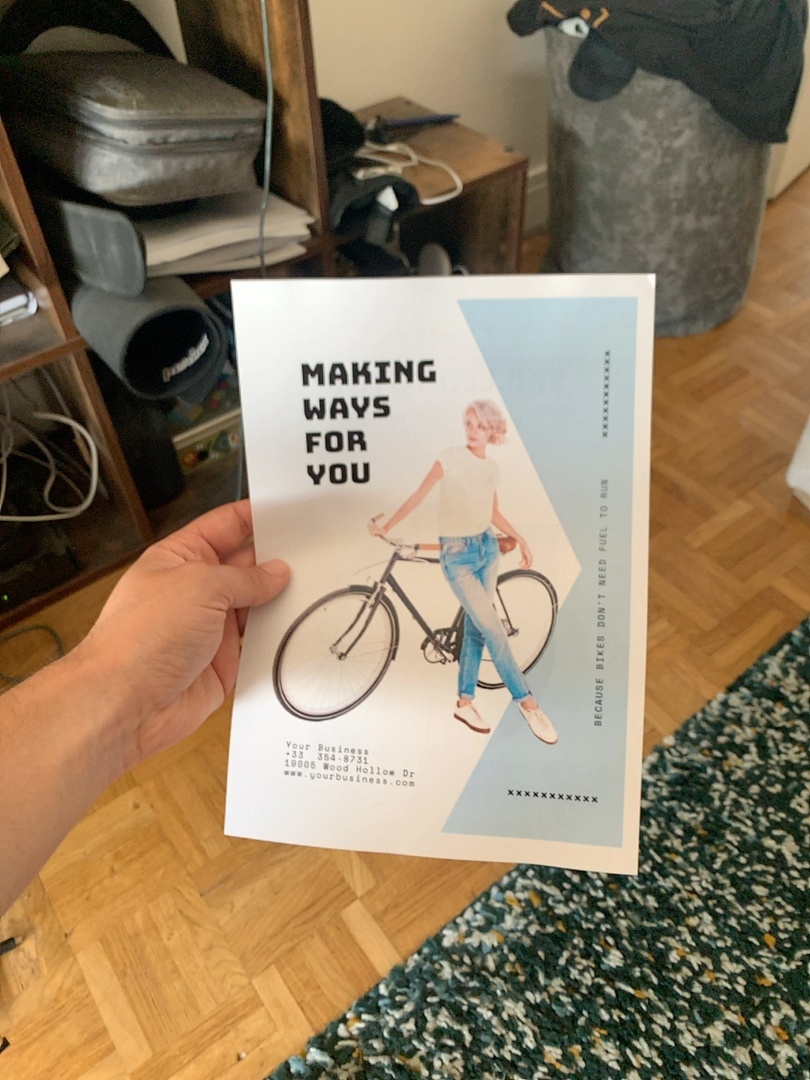 MAKING
WAYS
FOR
YOU
xxxxxxxxxxx
BECAUSE BIKES DON'T NEED FUEL TO RUN
Your Business
+33 354-8731
10005 Wood Hollow Dr
www.yourbusiness.com
xxxxxxxxxxx